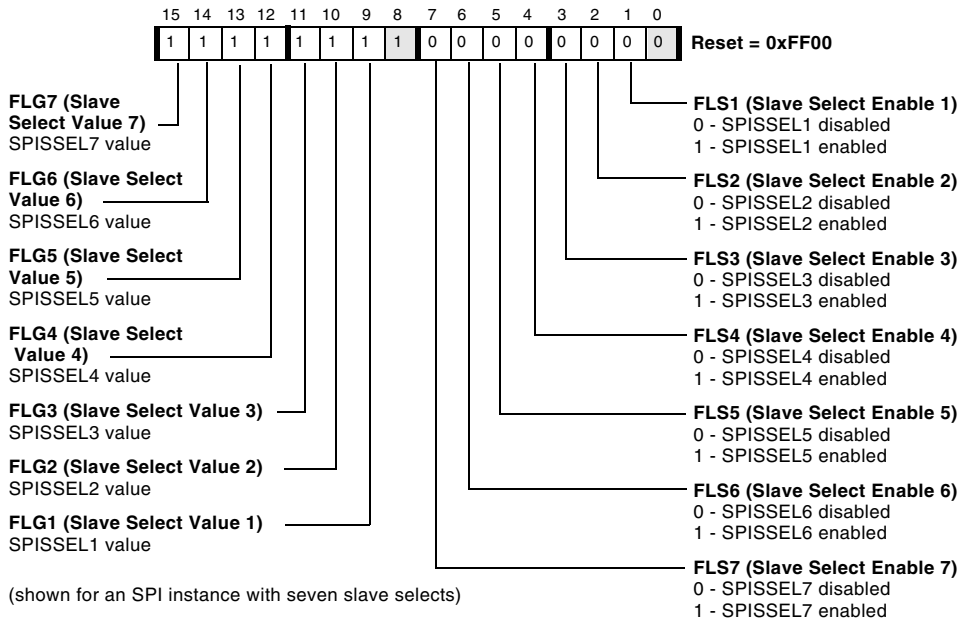 15 14 13 12 11 10 9 8 7 6 5 4 3 2 1 0
1 1 1 1 1 1 1 1 0 0 0 0 0 0 0 0
Reset = 0xFF00
FLG7 (Slave
Select Value 7)
SPISSEL7 value
FLG6 (Slave Select
Value 6)
SPISSEL6 value
FLG5 (Slave Select
Value 5)
SPISSEL5 value
FLG4 (Slave Select
Value 4)
SPISSEL4 value
FLG3 (Slave Select Value 3)
SPISSEL3 value
FLG2 (Slave Select Value 2)
SPISSEL2 value
FLG1 (Slave Select Value 1)
SPISSEL1 value
(shown for an SPI instance with seven slave selects)
FLS1 (Slave Select Enable 1)
0 - SPISSEL1 disabled
1 - SPISSEL1 enabled
FLS2 (Slave Select Enable 2)
0 - SPISSEL2 disabled
1 - SPISSEL2 enabled
FLS3 (Slave Select Enable 3)
0 - SPISSEL3 disabled
1 - SPISSEL3 enabled
FLS4 (Slave Select Enable 4)
0 - SPISSEL4 disabled
1 - SPISSEL4 enabled
FLS5 (Slave Select Enable 5)
0 - SPISSEL5 disabled
1 - SPISSEL5 enabled
FLS6 (Slave Select Enable 6)
0 - SPISSEL6 disabled
1 - SPISSEL6 enabled
FLS7 (Slave Select Enable 7)
0 - SPISSEL7 disabled
1 - SPISSEL7 enabled